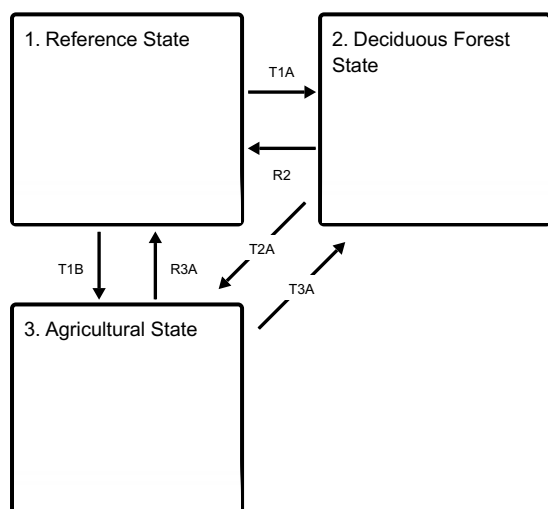 1. Reference State
2. Deciduous Forest
State
T1A
R2
T2A
T1B
R3A
T3A
3. Agricultural State